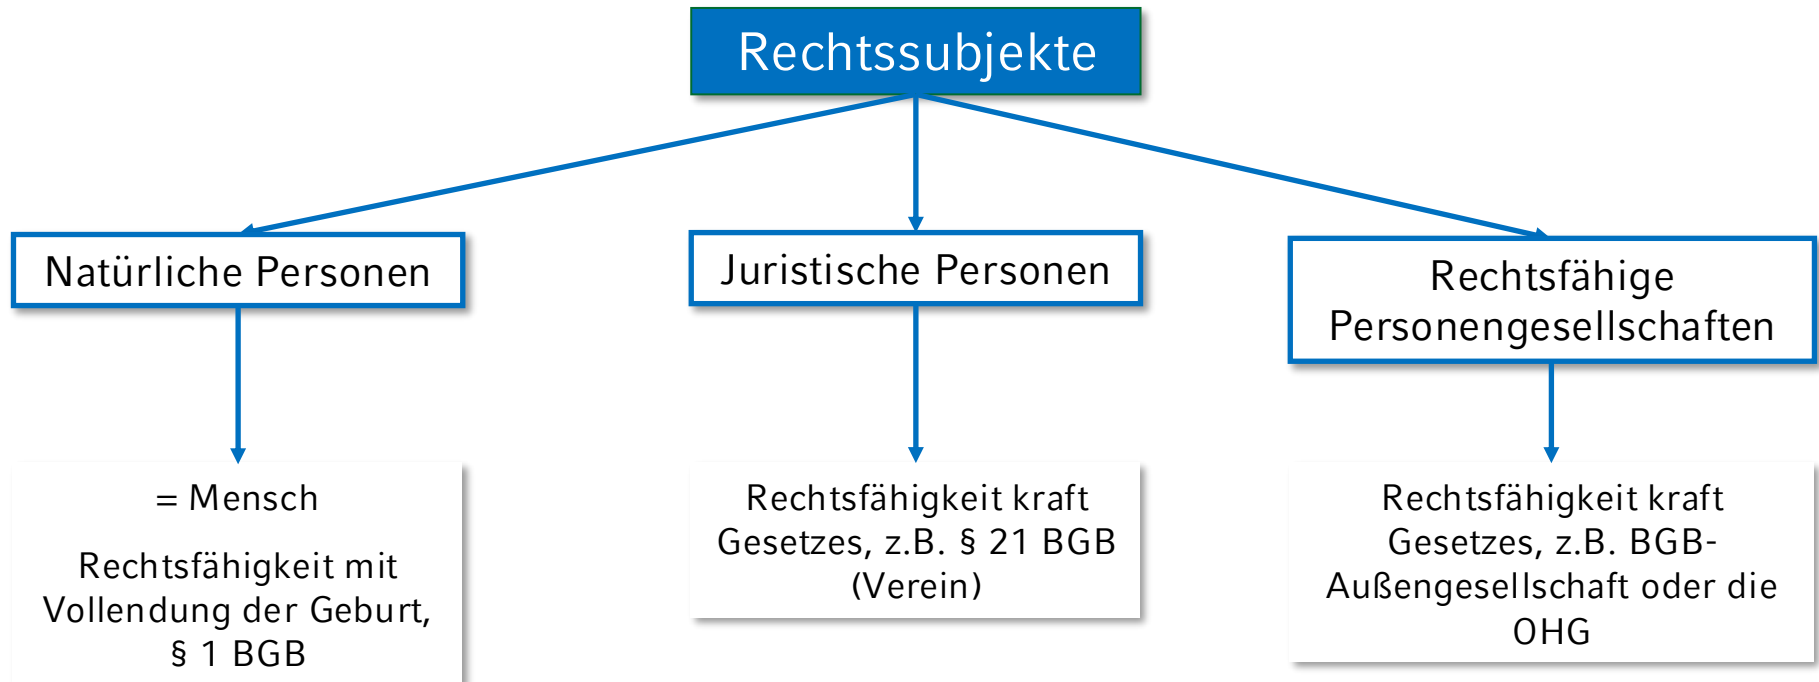 Rechtssubjekte
Natürliche Personen
Juristische Personen
Rechtsfähige
Personengesellschaften
= Mensch
Rechtsfähigkeit mit
Vollendung der Geburt,
§ 1 BGB
Rechtsfähigkeit kraft
Gesetzes, z.B. § 21 BGB
(Verein)
Rechtsfähigkeit kraft
Gesetzes, z.B. BGB-
Außengesellschaft oder die
OHG